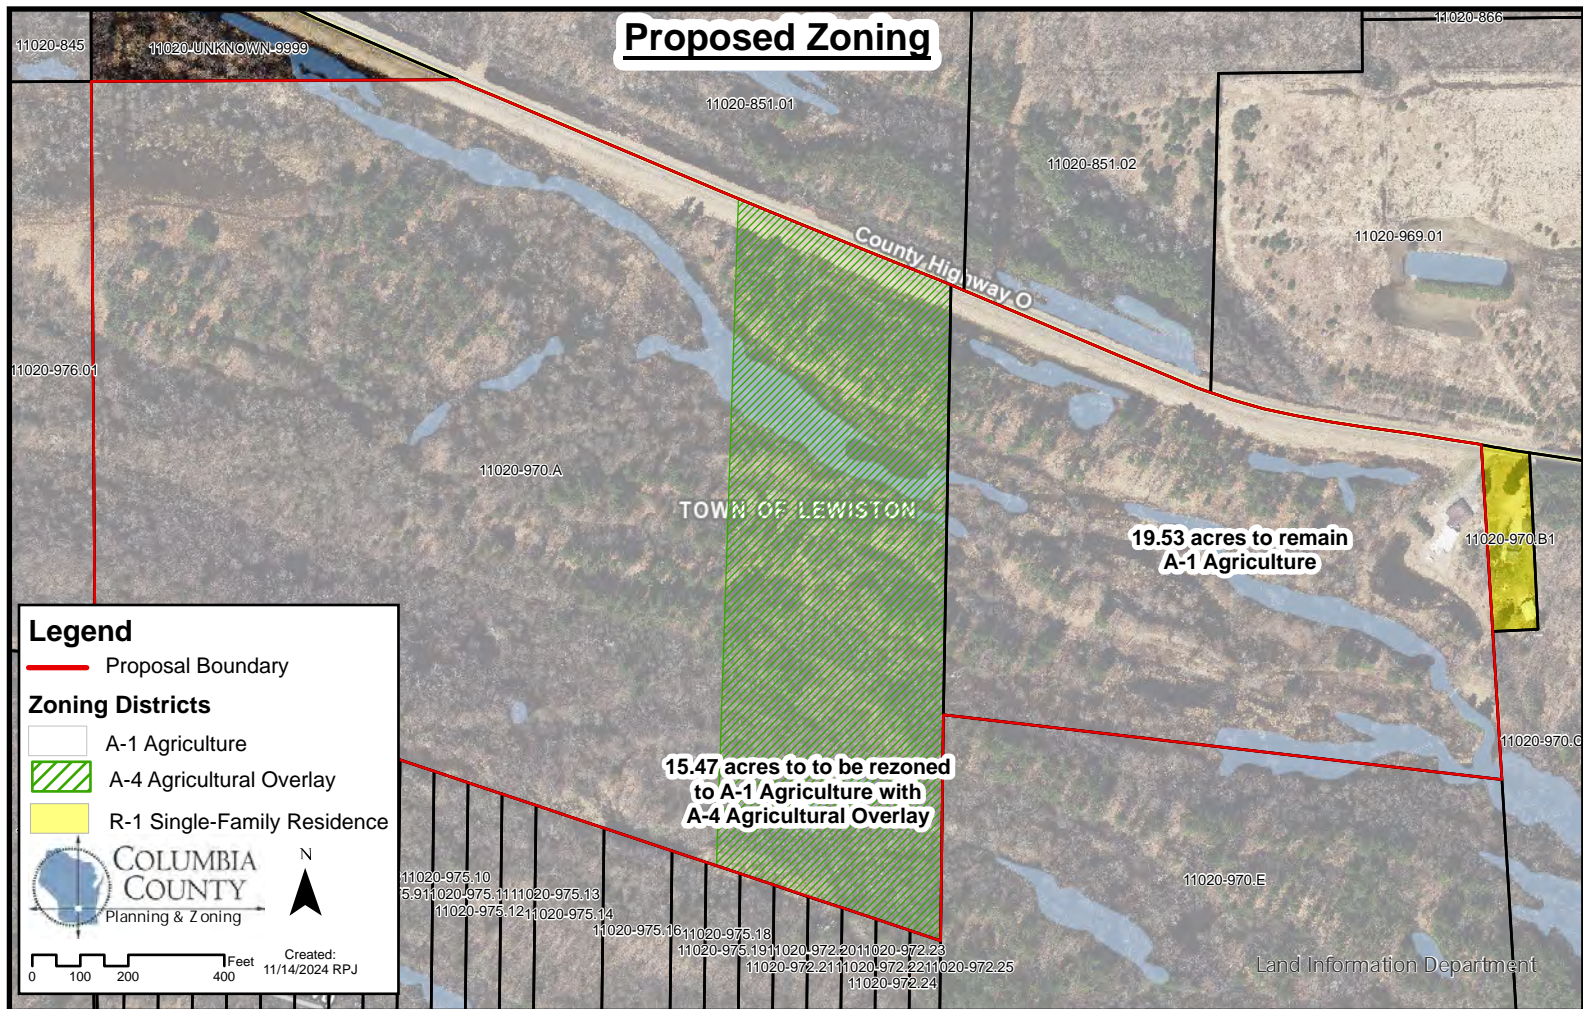 Proposed Zoning
11020-866
11020-845
11020-UNKNOWN-9999
11020-851.01
11020-851.02
11020-969.01
County Highway O
11020-976.01
11020-970.A
TOWN OF LEWISTON
19.53 acres to remain
A-1 Agriculture
11020-970.B1
11020-970.C
15.47 acres to to be rezoned
to A-1 Agriculture with
A-4 Agricultural Overlay
11020-970.E
11020-975.10
11020-975.11
11020-975.13
11020-975.12
11020-975.14
11020-975.16
11020-975.18
11020-975.19
11020-972.20
11020-972.23
11020-972.21
11020-972.22
11020-972.25
11020-972.24
Land Information Department
Legend
Proposal Boundary
Zoning Districts
A-1 Agriculture
A-4 Agricultural Overlay
R-1 Single-Family Residence
COLUMBIA
COUNTY
Planning & Zoning
N
Feet
0 100 200 400
Created:
11/14/2024 RPJ